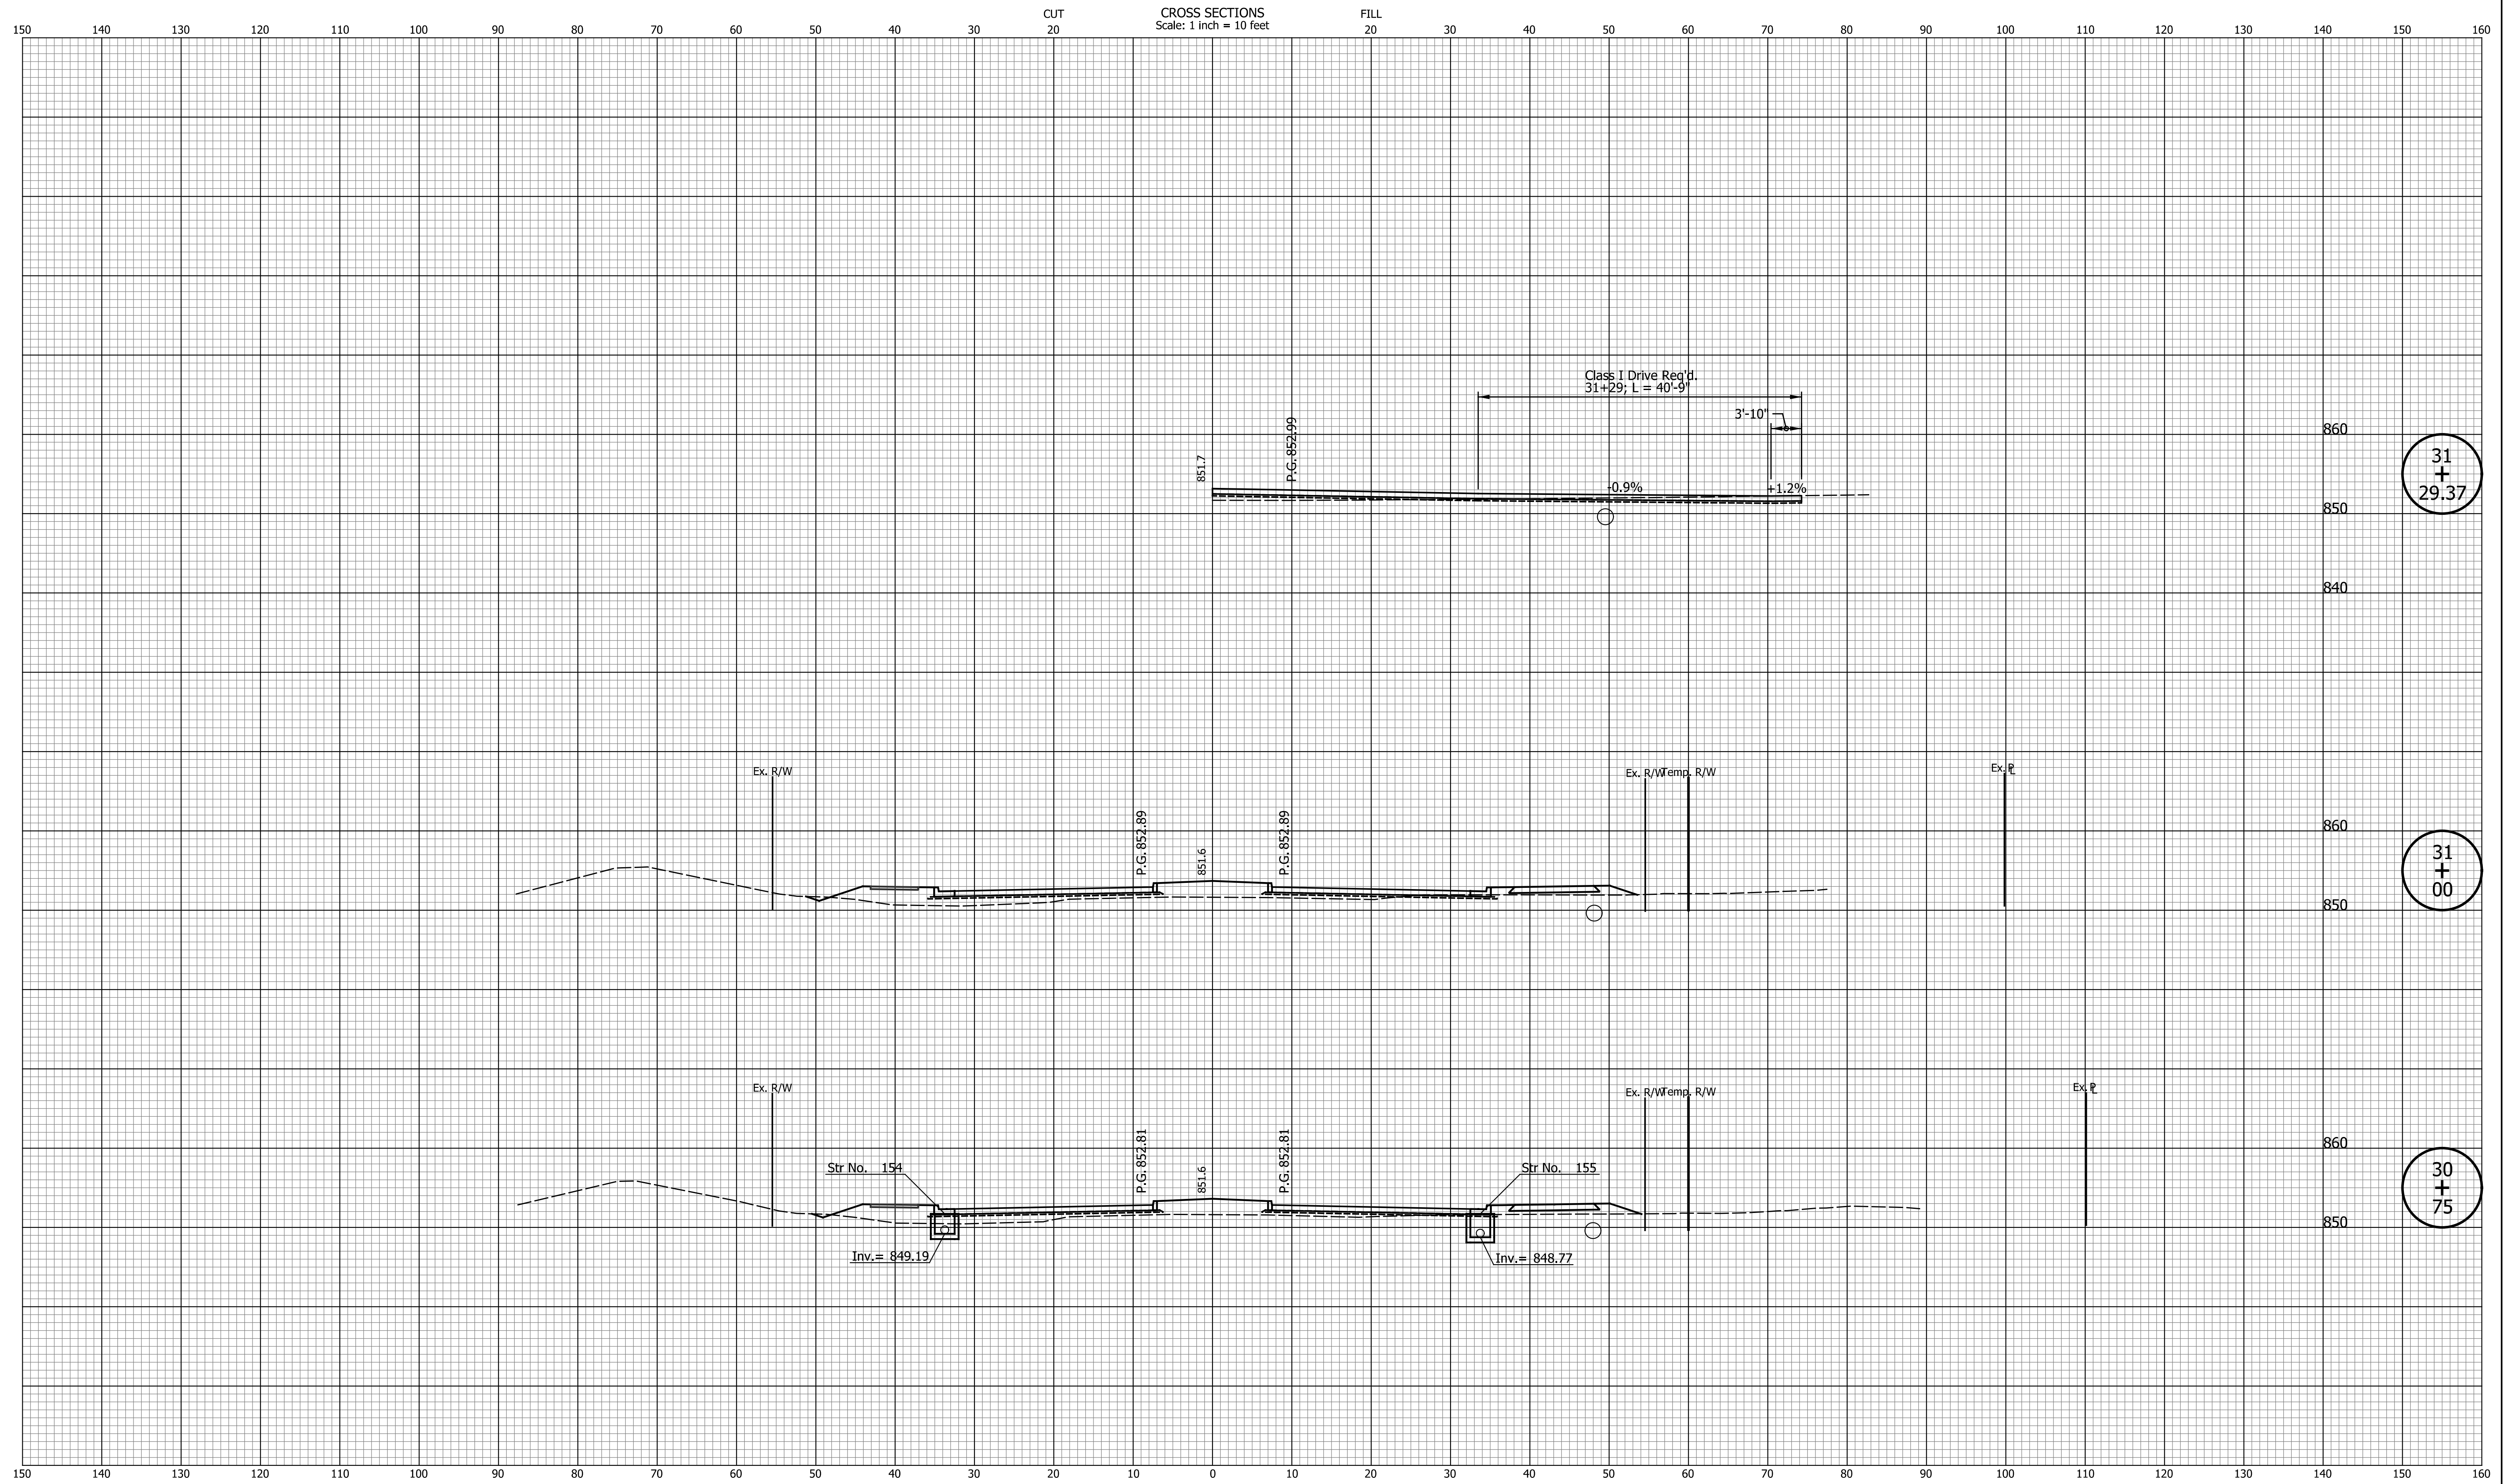 CUT CROSS SECTIONS FILL
Scale: 1 inch = 10 feet
150 140 130 120 110 100 90 80 70 60 50 40 30 20 20 30 40 50 60 70 80 90 100 110 120 130 140 150 160
Class I Drive Req'd.
31+29; L = 40'-9"
3'-10"
P.G. 852.99
851.7
-0.9%
+1.2%
860
850
840
31
+
29.37
Ex. R/W
Ex. R/W
Temp. R/W
Ex. PL
P.G. 852.89
851.6
P.G. 852.89
860
850
31
+
00
Ex. R/W
Ex. R/W
Temp. R/W
Ex. PL
P.G. 852.81
851.6
P.G. 852.81
Str No. 154
Str No. 155
Inv.= 849.19
Inv.= 848.77
860
850
30
+
75
150 140 130 120 110 100 90 80 70 60 50 40 30 20 10 0 10 20 30 40 50 60 70 80 90 100 110 120 130 140 150 160